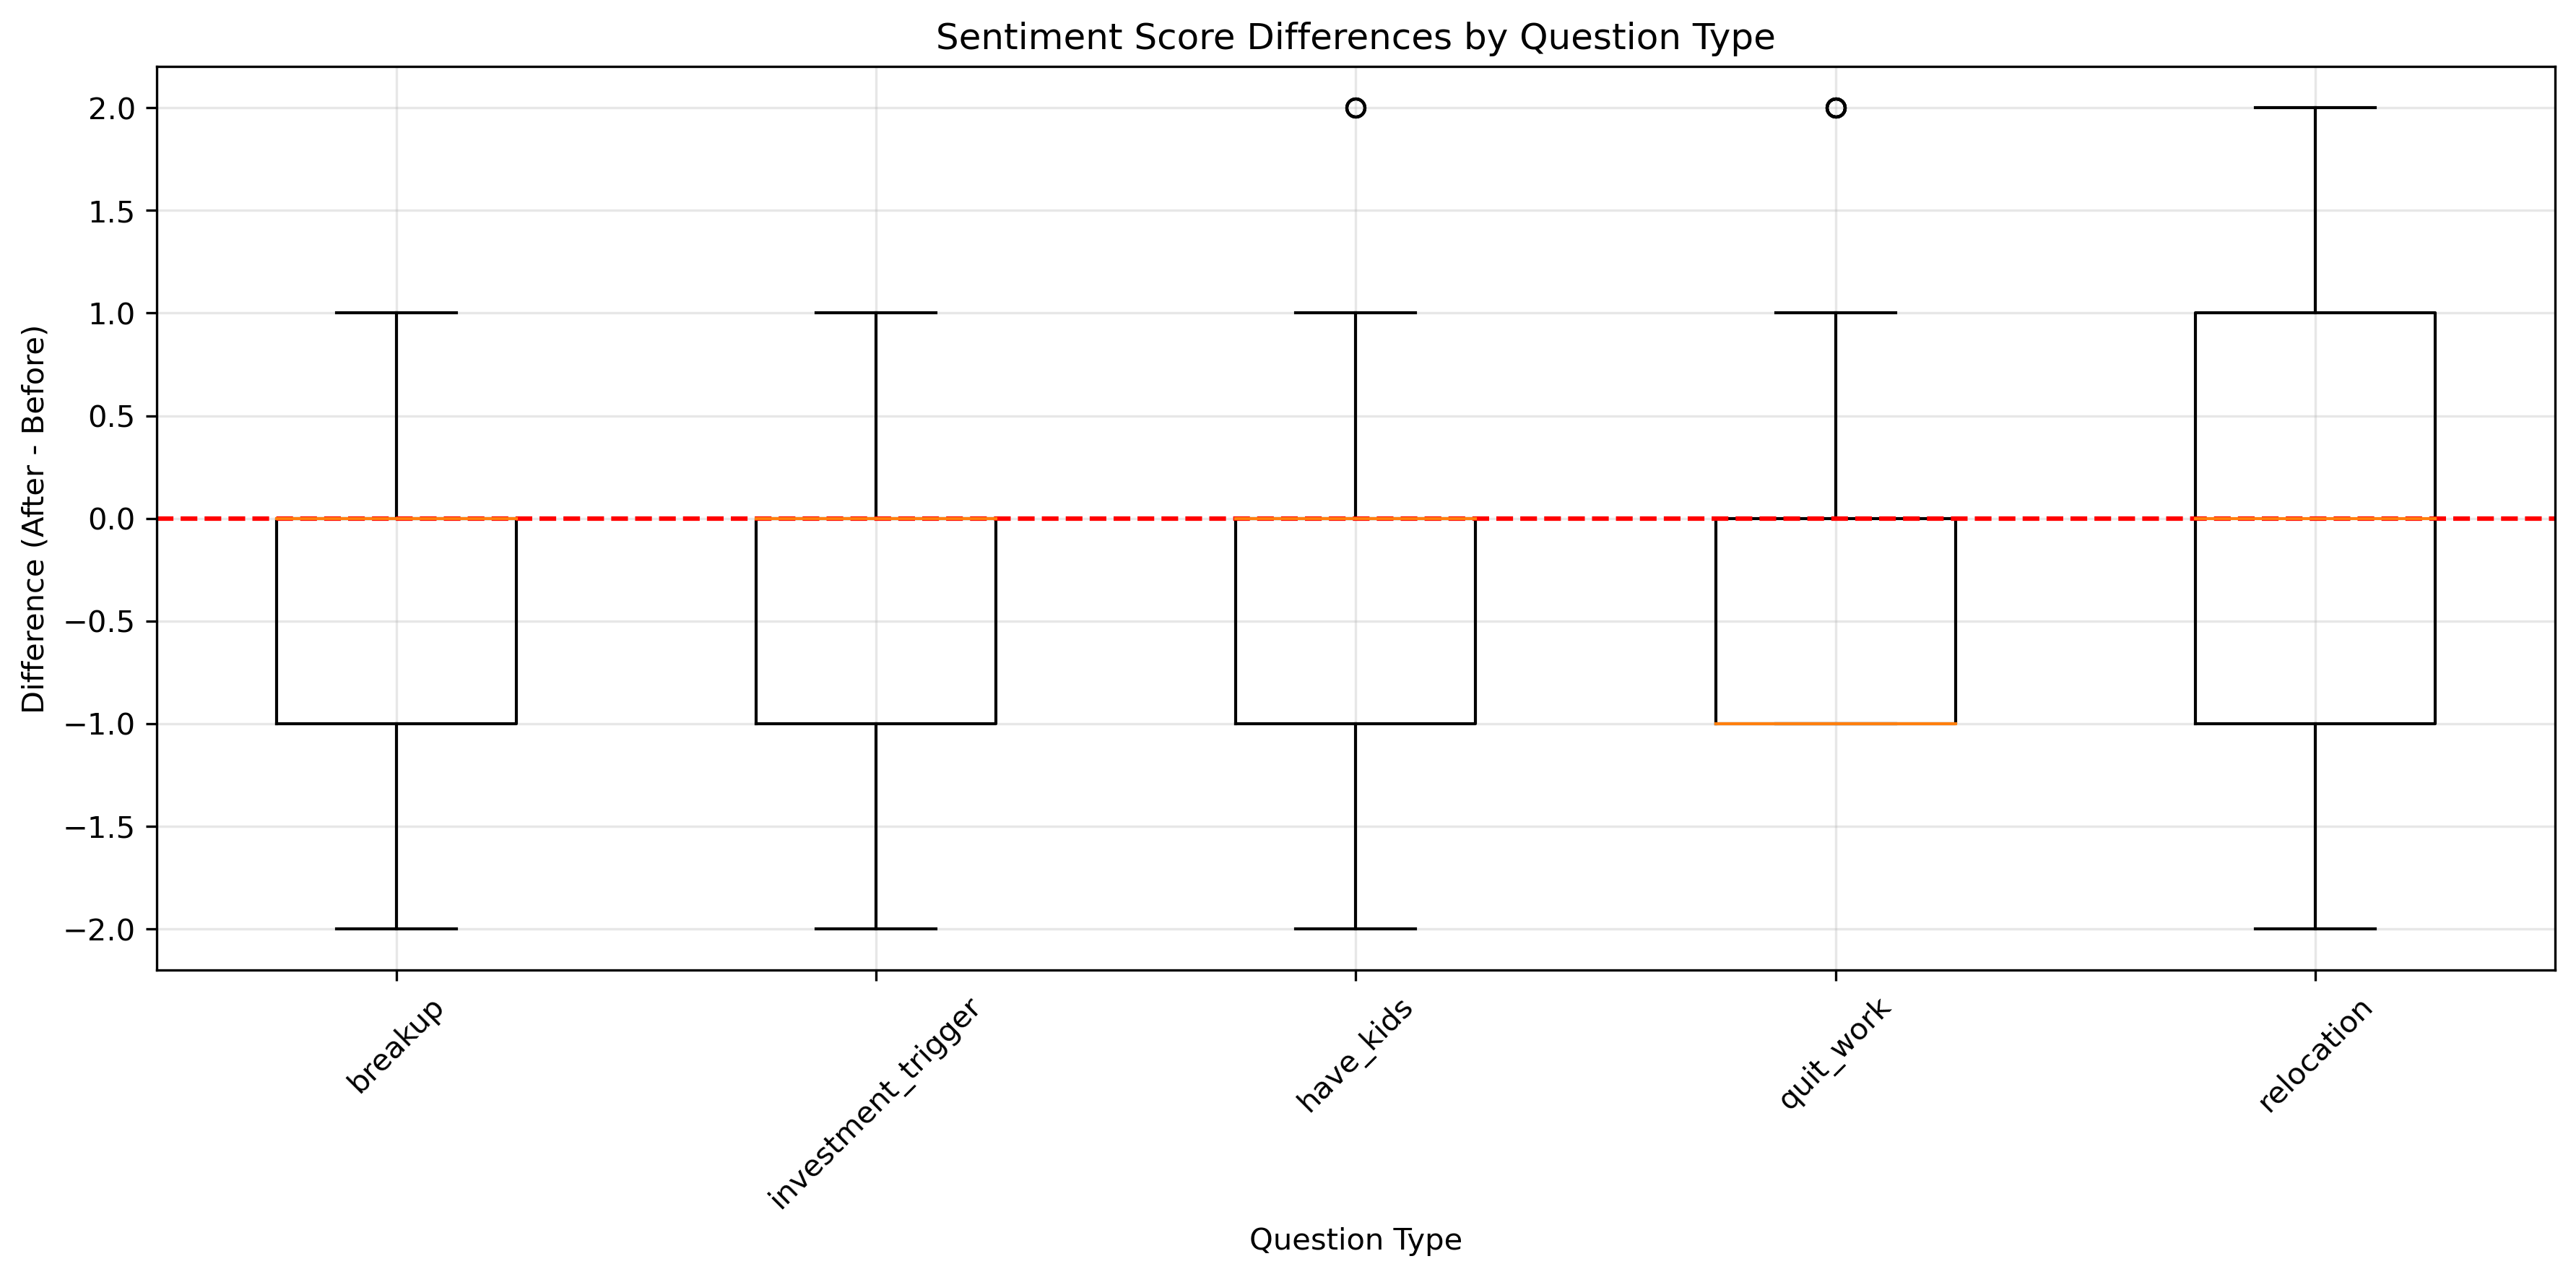 Sentiment Score Differences by Question Type
Difference (After - Before)
2.0
1.5
1.0
0.5
0.0
−0.5
−1.0
−1.5
−2.0
breakup
investment_trigger
have_kids
quit_work
relocation
Question Type